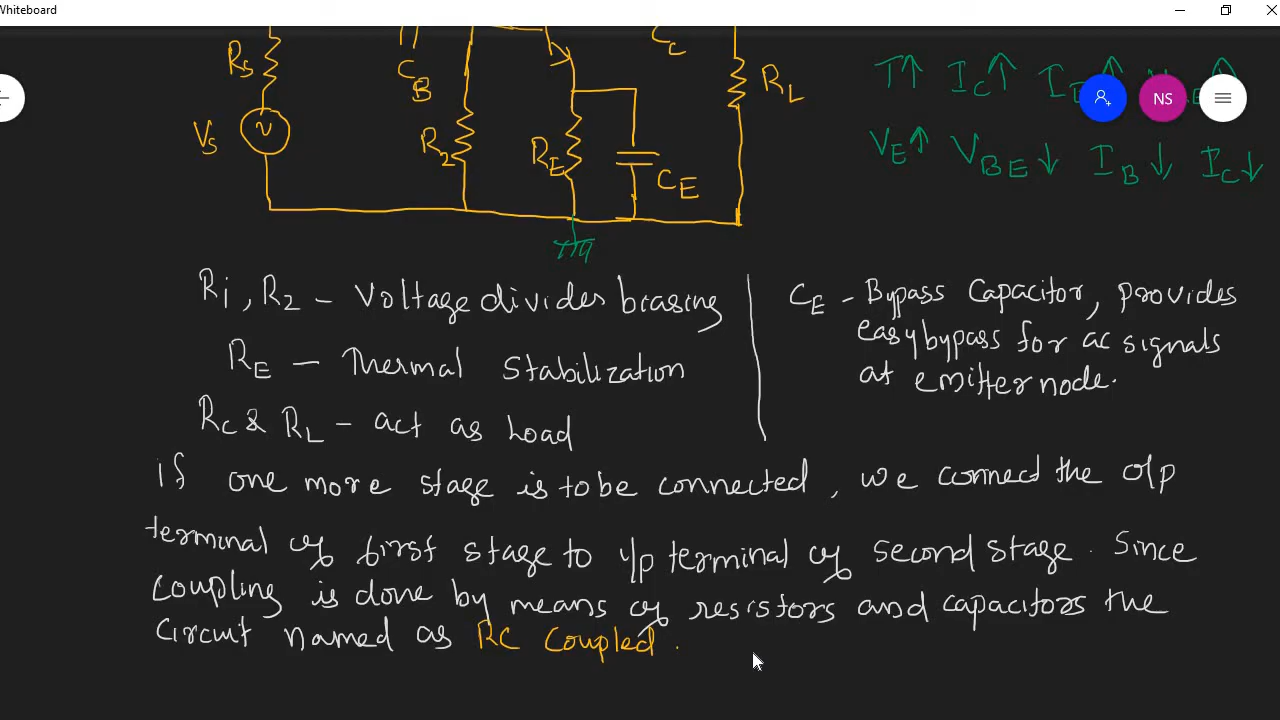 Whiteboard
Rs
CB
Cc
RL
T↑ Ic↑
NS
Vs
R2
RE
CE
VE↑ VBE↓ IB↓ Ic↓
R1, R2 - Voltage divides biasing
RE - Thermal Stabilization
Rc & RL - act as Load
CE - Bypass Capacitor, provides
easy bypass for ac signals
at emitter node.
if one more stage is to be connected, we connect the o/p
terminal of first stage to i/p terminal of second stage. Since
coupling is done by means of resistors and capacitors the
circuit named as RC Coupled.